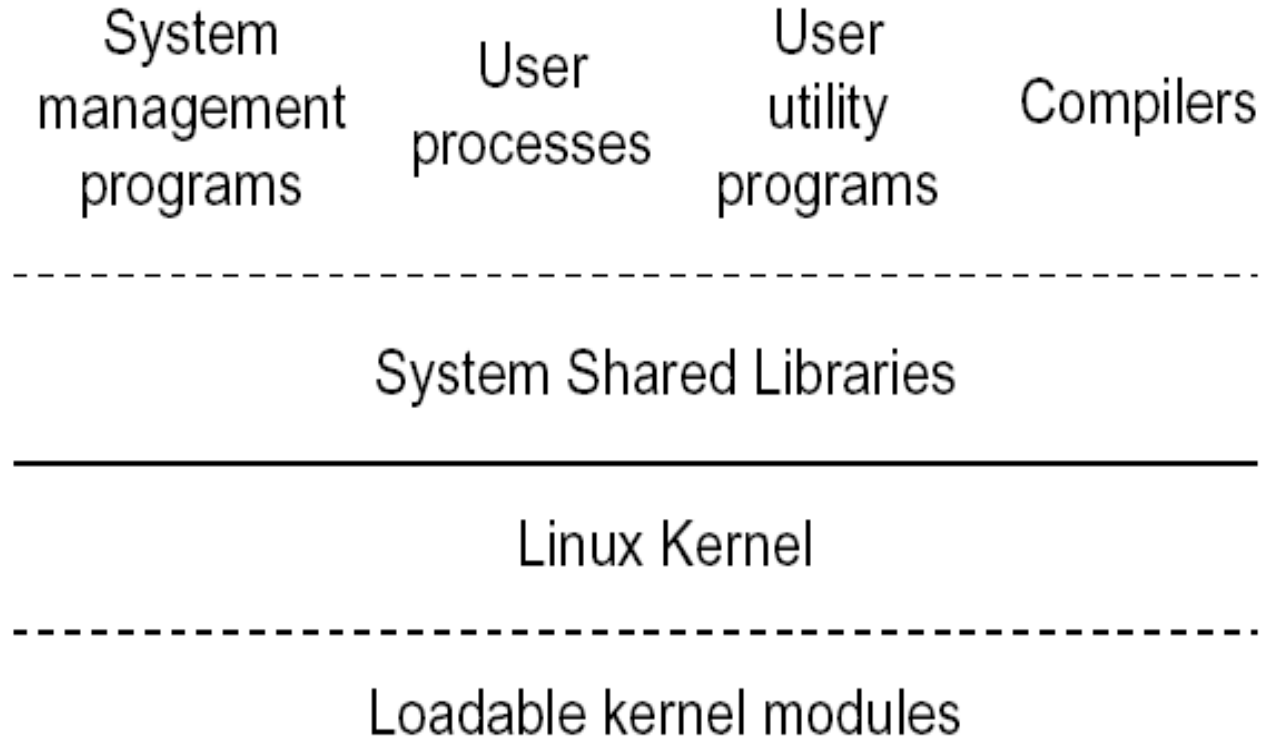 System
management
programs
User
processes
User
utility
programs
Compilers
System Shared Libraries
Linux Kernel
Loadable kernel modules